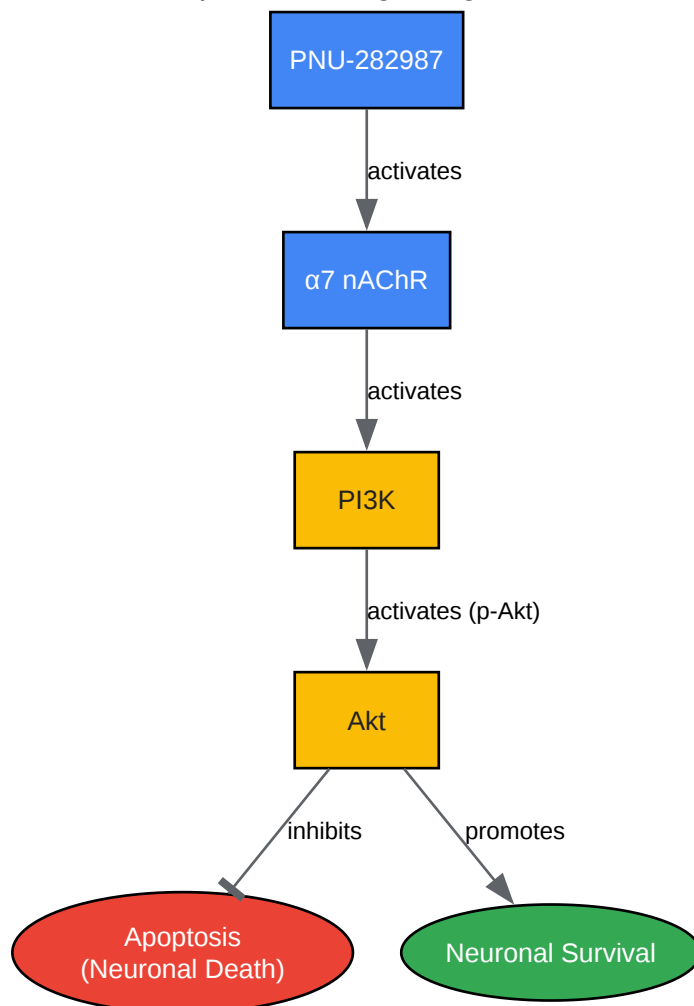 PNU-282987
activates
α7 nAChR
activates
PI3K
activates (p-Akt)
Akt
inhibits
promotes
Apoptosis
(Neuronal Death)
Neuronal Survival